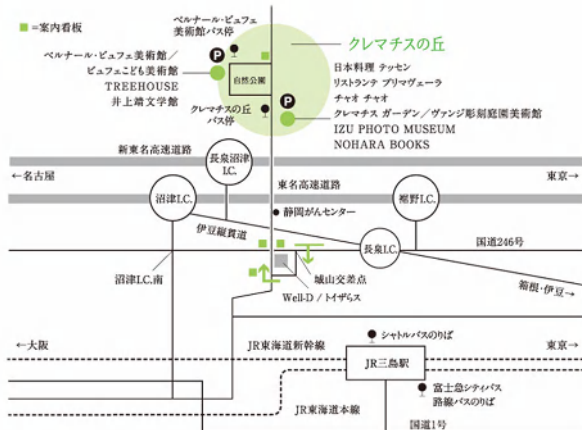 ■=案内看板
ベルナール・ビュフェ
美術館バス停
クレマチスの丘
P
ベルナール・ビュフェ美術館／
ビュフェこども美術館
TREEHOUSE
井上靖文学館
自然公園
日本料理 テッセン
リストランテ プリマヴェーラ
チャオ チャオ
クレマチス ガーデン／ヴァンジ彫刻庭園美術館
IZU PHOTO MUSEUM
NOHARA BOOKS
P
クレマチスの丘
バス停
新東名高速道路
長泉沼津
I.C.
←名古屋
東京→
沼津I.C.
東名高速道路
裾野I.C.
静岡がんセンター
伊豆縦貫道
長泉I.C.
国道246号
沼津I.C.南
城山交差点
Well-D / トイザらス
箱根・伊豆→
←大阪
JR東海道新幹線
シャトルバスのりば
東京→
JR三島駅
富士急シティバス
路線バスのりば
JR東海道本線
国道1号